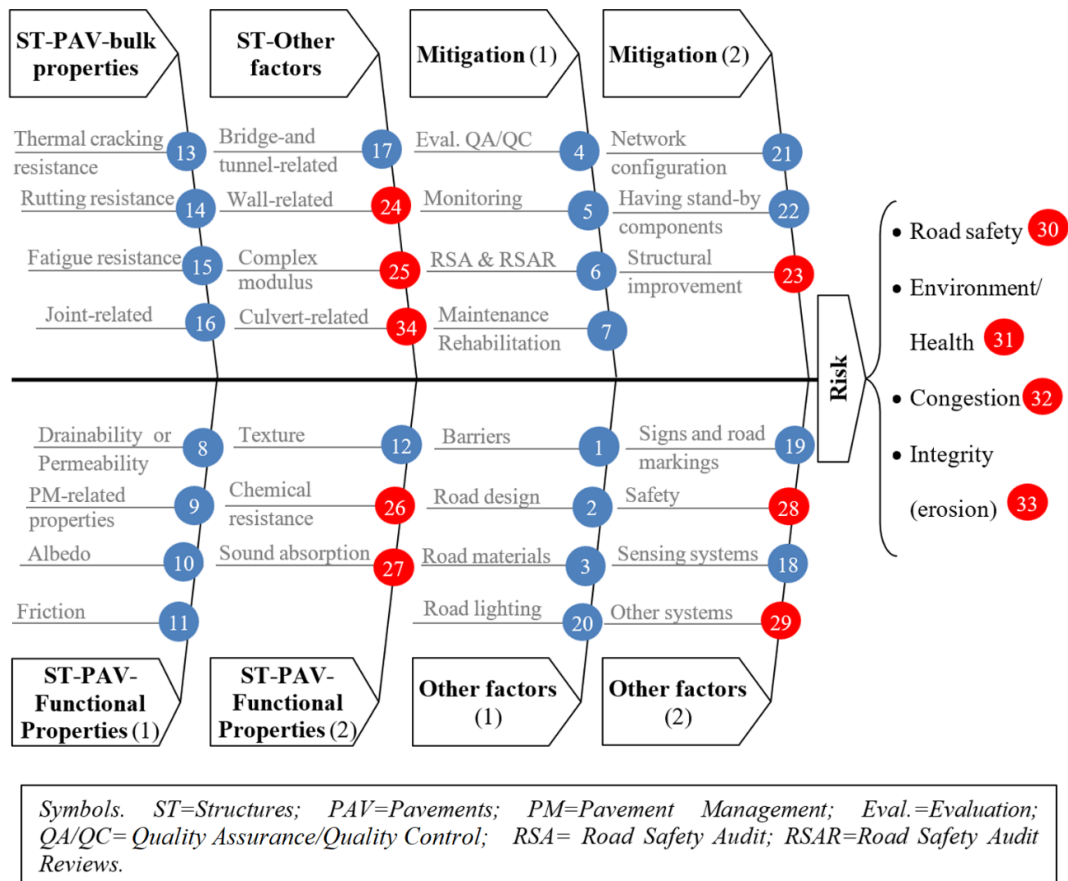 ST-PAV-bulk
properties
ST-Other
factors
Mitigation (1)
Mitigation (2)
Thermal cracking
resistance
13
Rutting resistance
14
Fatigue resistance
15
Joint-related
16
Bridge-and
tunnel-related
17
Wall-related
24
Complex
modulus
25
Culvert-related
34
Eval. QA/QC
4
Monitoring
5
RSA & RSAR
6
Maintenance
Rehabilitation
7
Network
configuration
21
Having stand-by
components
22
Structural
improvement
23
Risk
• Road safety 30
• Environment/
Health 31
• Congestion 32
• Integrity
(erosion) 33
Drainability or
Permeability
8
PM-related
properties
9
Albedo
10
Friction
11
Texture
12
Chemical
resistance
26
Sound absorption
27
Barriers
1
Road design
2
Road materials
3
Road lighting
20
Signs and road
markings
19
Safety
28
Sensing systems
18
Other systems
29
ST-PAV-
Functional
Properties (1)
ST-PAV-
Functional
Properties (2)
Other factors
(1)
Other factors
(2)
Symbols. ST=Structures; PAV=Pavements; PM=Pavement Management; Eval.=Evaluation;
QA/QC= Quality Assurance/Quality Control; RSA= Road Safety Audit; RSAR=Road Safety Audit
Reviews.